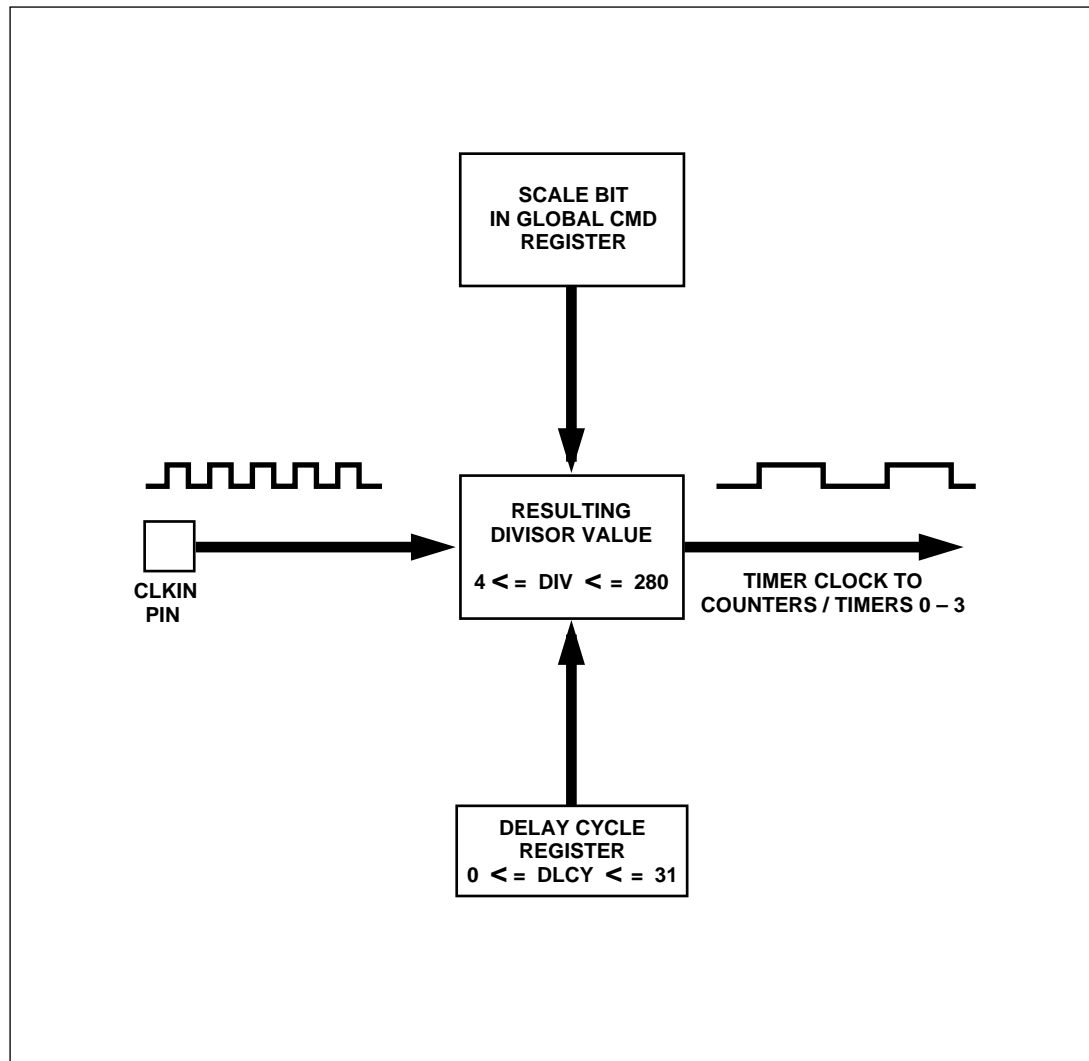 SCALE BIT
IN GLOBAL CMD
REGISTER
RESULTING
DIVISOR VALUE
4 < = DIV < = 280
CLKIN
PIN
TIMER CLOCK TO
COUNTERS / TIMERS 0 – 3
DELAY CYCLE
REGISTER
0 < = DLCY < = 31